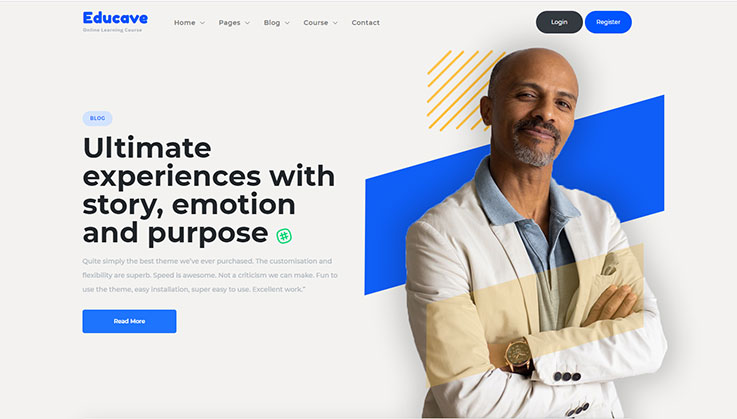 Educave
Online Learning Course
Home Pages Blog Course Contact
Login
Register
BLOG
Ultimate
experiences with
story, emotion
and purpose #
Quite simply the best theme we've ever purchased. The customisation and
flexibility are superb. Speed is awesome. Not a criticism we can make. Fun to
use the theme, easy installation, super easy to use. Excellent work."
Read More